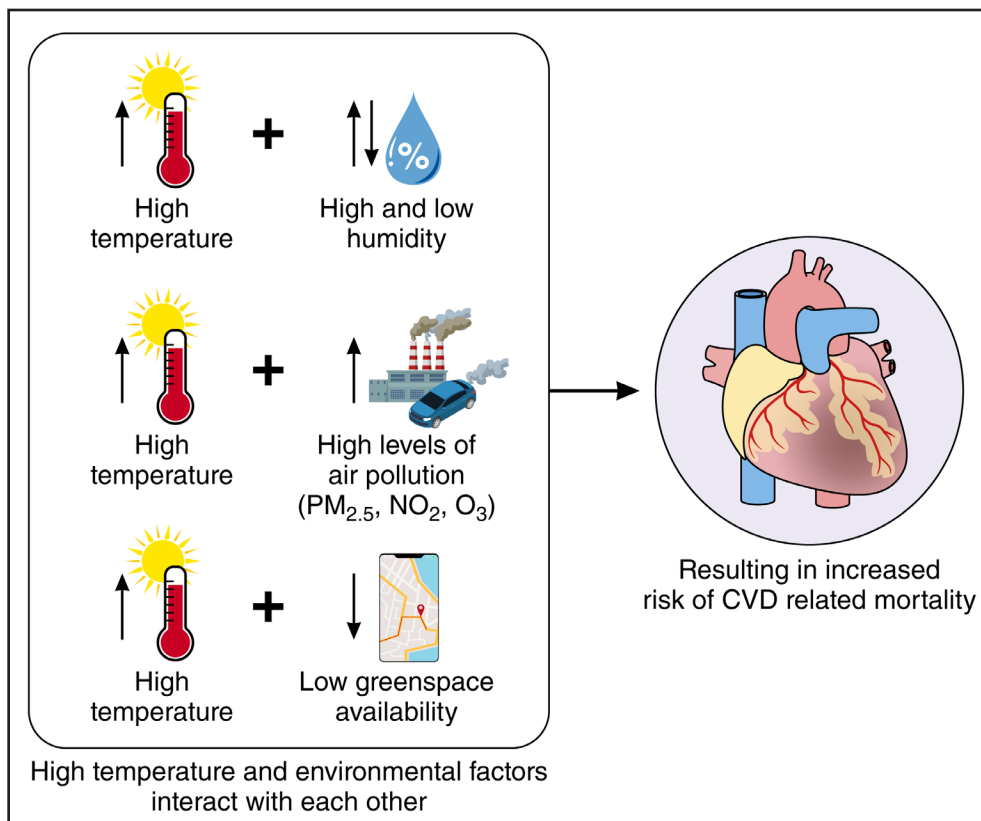 !%
High
temperature
+
High and low
humidity
High
temperature
+
High levels of
air pollution
(PM₂.₅, NO₂, O₃)
High
temperature
+
Low greenspace
availability
High temperature and environmental factors
interact with each other
Resulting in increased
risk of CVD related mortality